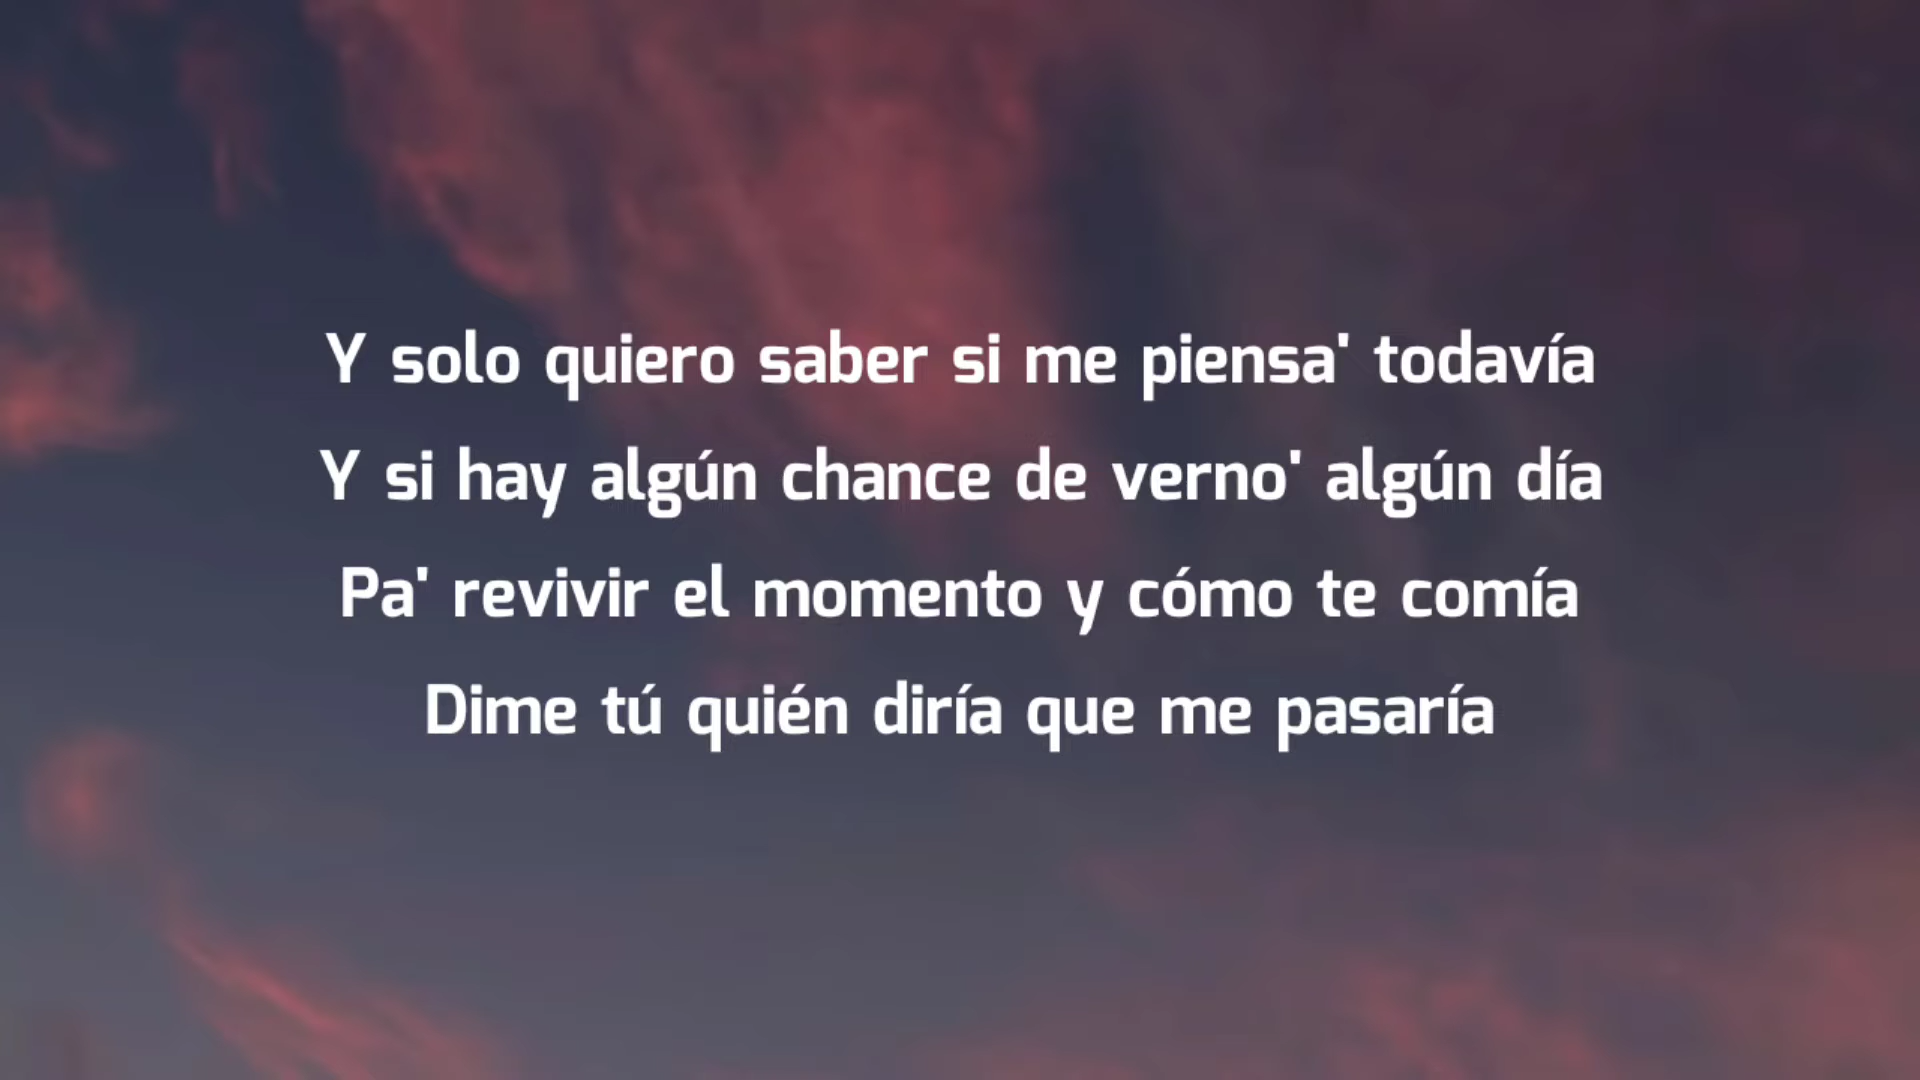 Y solo quiero saber si me piensa' todavía
Y si hay algún chance de verno' algún día
Pa' revivir el momento y cómo te comía
Dime tú quién diría que me pasaría